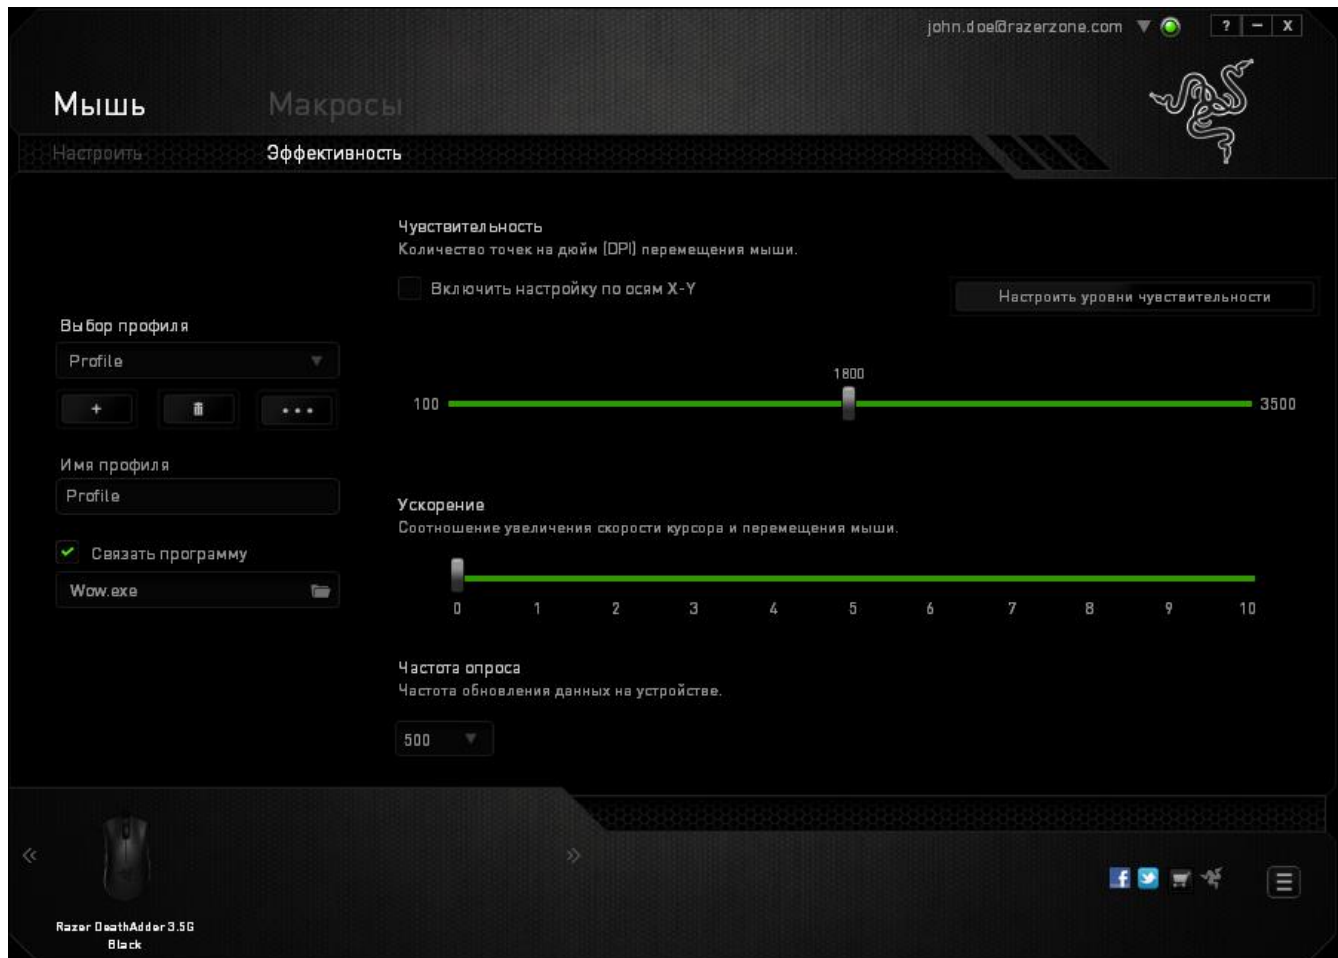 john.doe@razerzone.com
? — X
Мышь Макросы
Настроить Эффективность
Чувствительность
Количество точек на дюйм (DPI) перемещения мыши.
Включить настройку по осям X-Y
Настроить уровни чувствительности
Выбор профиля
Profile
+ •••
Имя профиля
Profile
Связать программу
Wow.exe
1800
100 3500
Ускорение
Соотношение увеличения скорости курсора и перемещения мыши.
0 1 2 3 4 5 6 7 8 9 10
Частота опроса
Частота обновления данных на устройстве.
500
« »
Razer DeathAdder 3.5G
Black